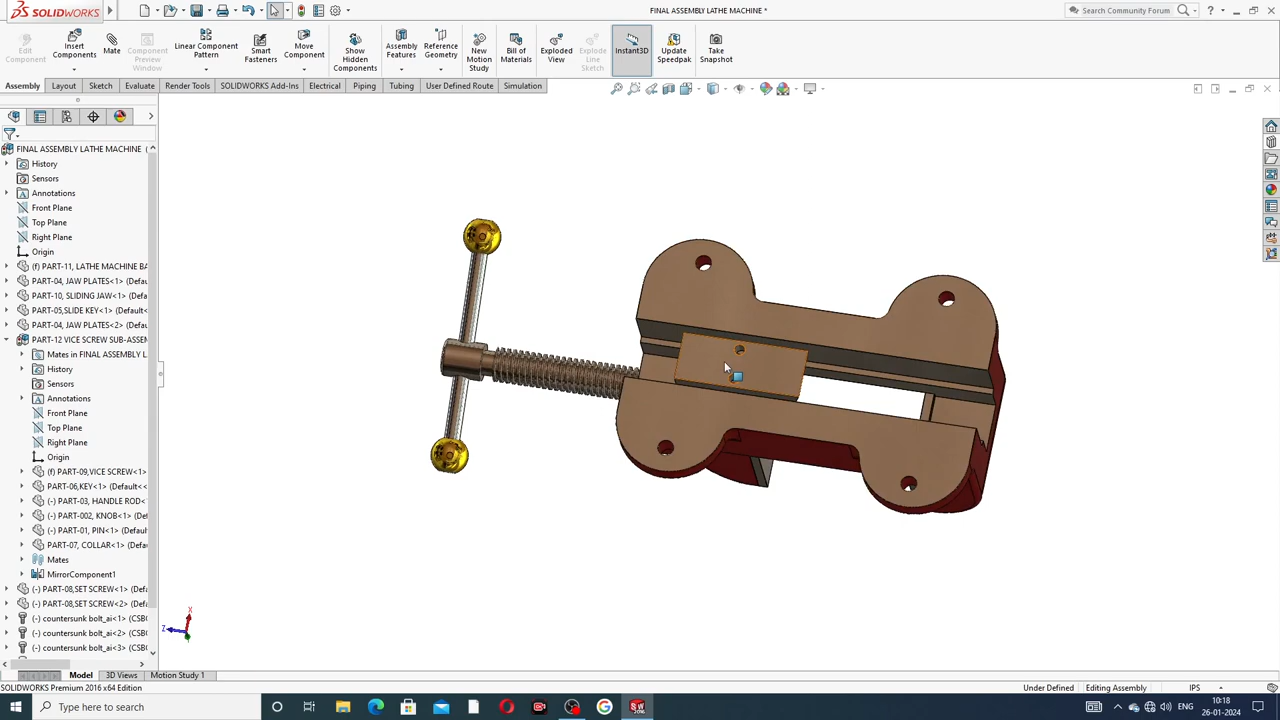 SOLIDWORKS
FINAL ASSEMBLY LATHE MACHINE *
Search Community Forum
Edit Component
Insert Components
Mate
Component Preview Window
Linear Component Pattern
Smart Fasteners
Move Component
Show Hidden Components
Assembly Features
Reference Geometry
New Motion Study
Bill of Materials
Exploded View
Explode Line Sketch
Instant3D
Update Speedpak
Take Snapshot
Assembly
Layout
Sketch
Evaluate
Render Tools
SOLIDWORKS Add-Ins
Electrical
Piping
Tubing
User Defined Route
Simulation
FINAL ASSEMBLY LATHE MACHINE (
History
Sensors
Annotations
Front Plane
Top Plane
Right Plane
Origin
(f) PART-11, LATHE MACHINE BA
PART-04, JAW PLATES<1> (Defau
PART-10, SLIDING JAW<1> (Defa
PART-05,SLIDE KEY<1> (Default
PART-04, JAW PLATES<2> (Defau
PART-12 VICE SCREW SUB-ASSEM
Mates in FINAL ASSEMBLY L
History
Sensors
Annotations
Front Plane
Top Plane
Right Plane
Origin
(f) PART-09,VICE SCREW<1>
PART-06,KEY<1> (Default<<
(-) PART-03, HANDLE ROD<
(-) PART-002, KNOB<1> (De
(-) PART-01, PIN<1> (Defaul
PART-07, COLLAR<1> (Defa
Mates
MirrorComponent1
(-) PART-08,SET SCREW<1> (Def
(-) PART-08,SET SCREW<2> (Def
(-) countersunk bolt_ai<1> (CSBC
(-) countersunk bolt_ai<2> (CSBC
(-) countersunk bolt_ai<3> (CSBC
X
Z
Model
3D Views
Motion Study 1
SOLIDWORKS Premium 2016 x64 Edition
Under Defined
Editing Assembly
IPS
Type here to search
ENG
10:18
26-01-2024